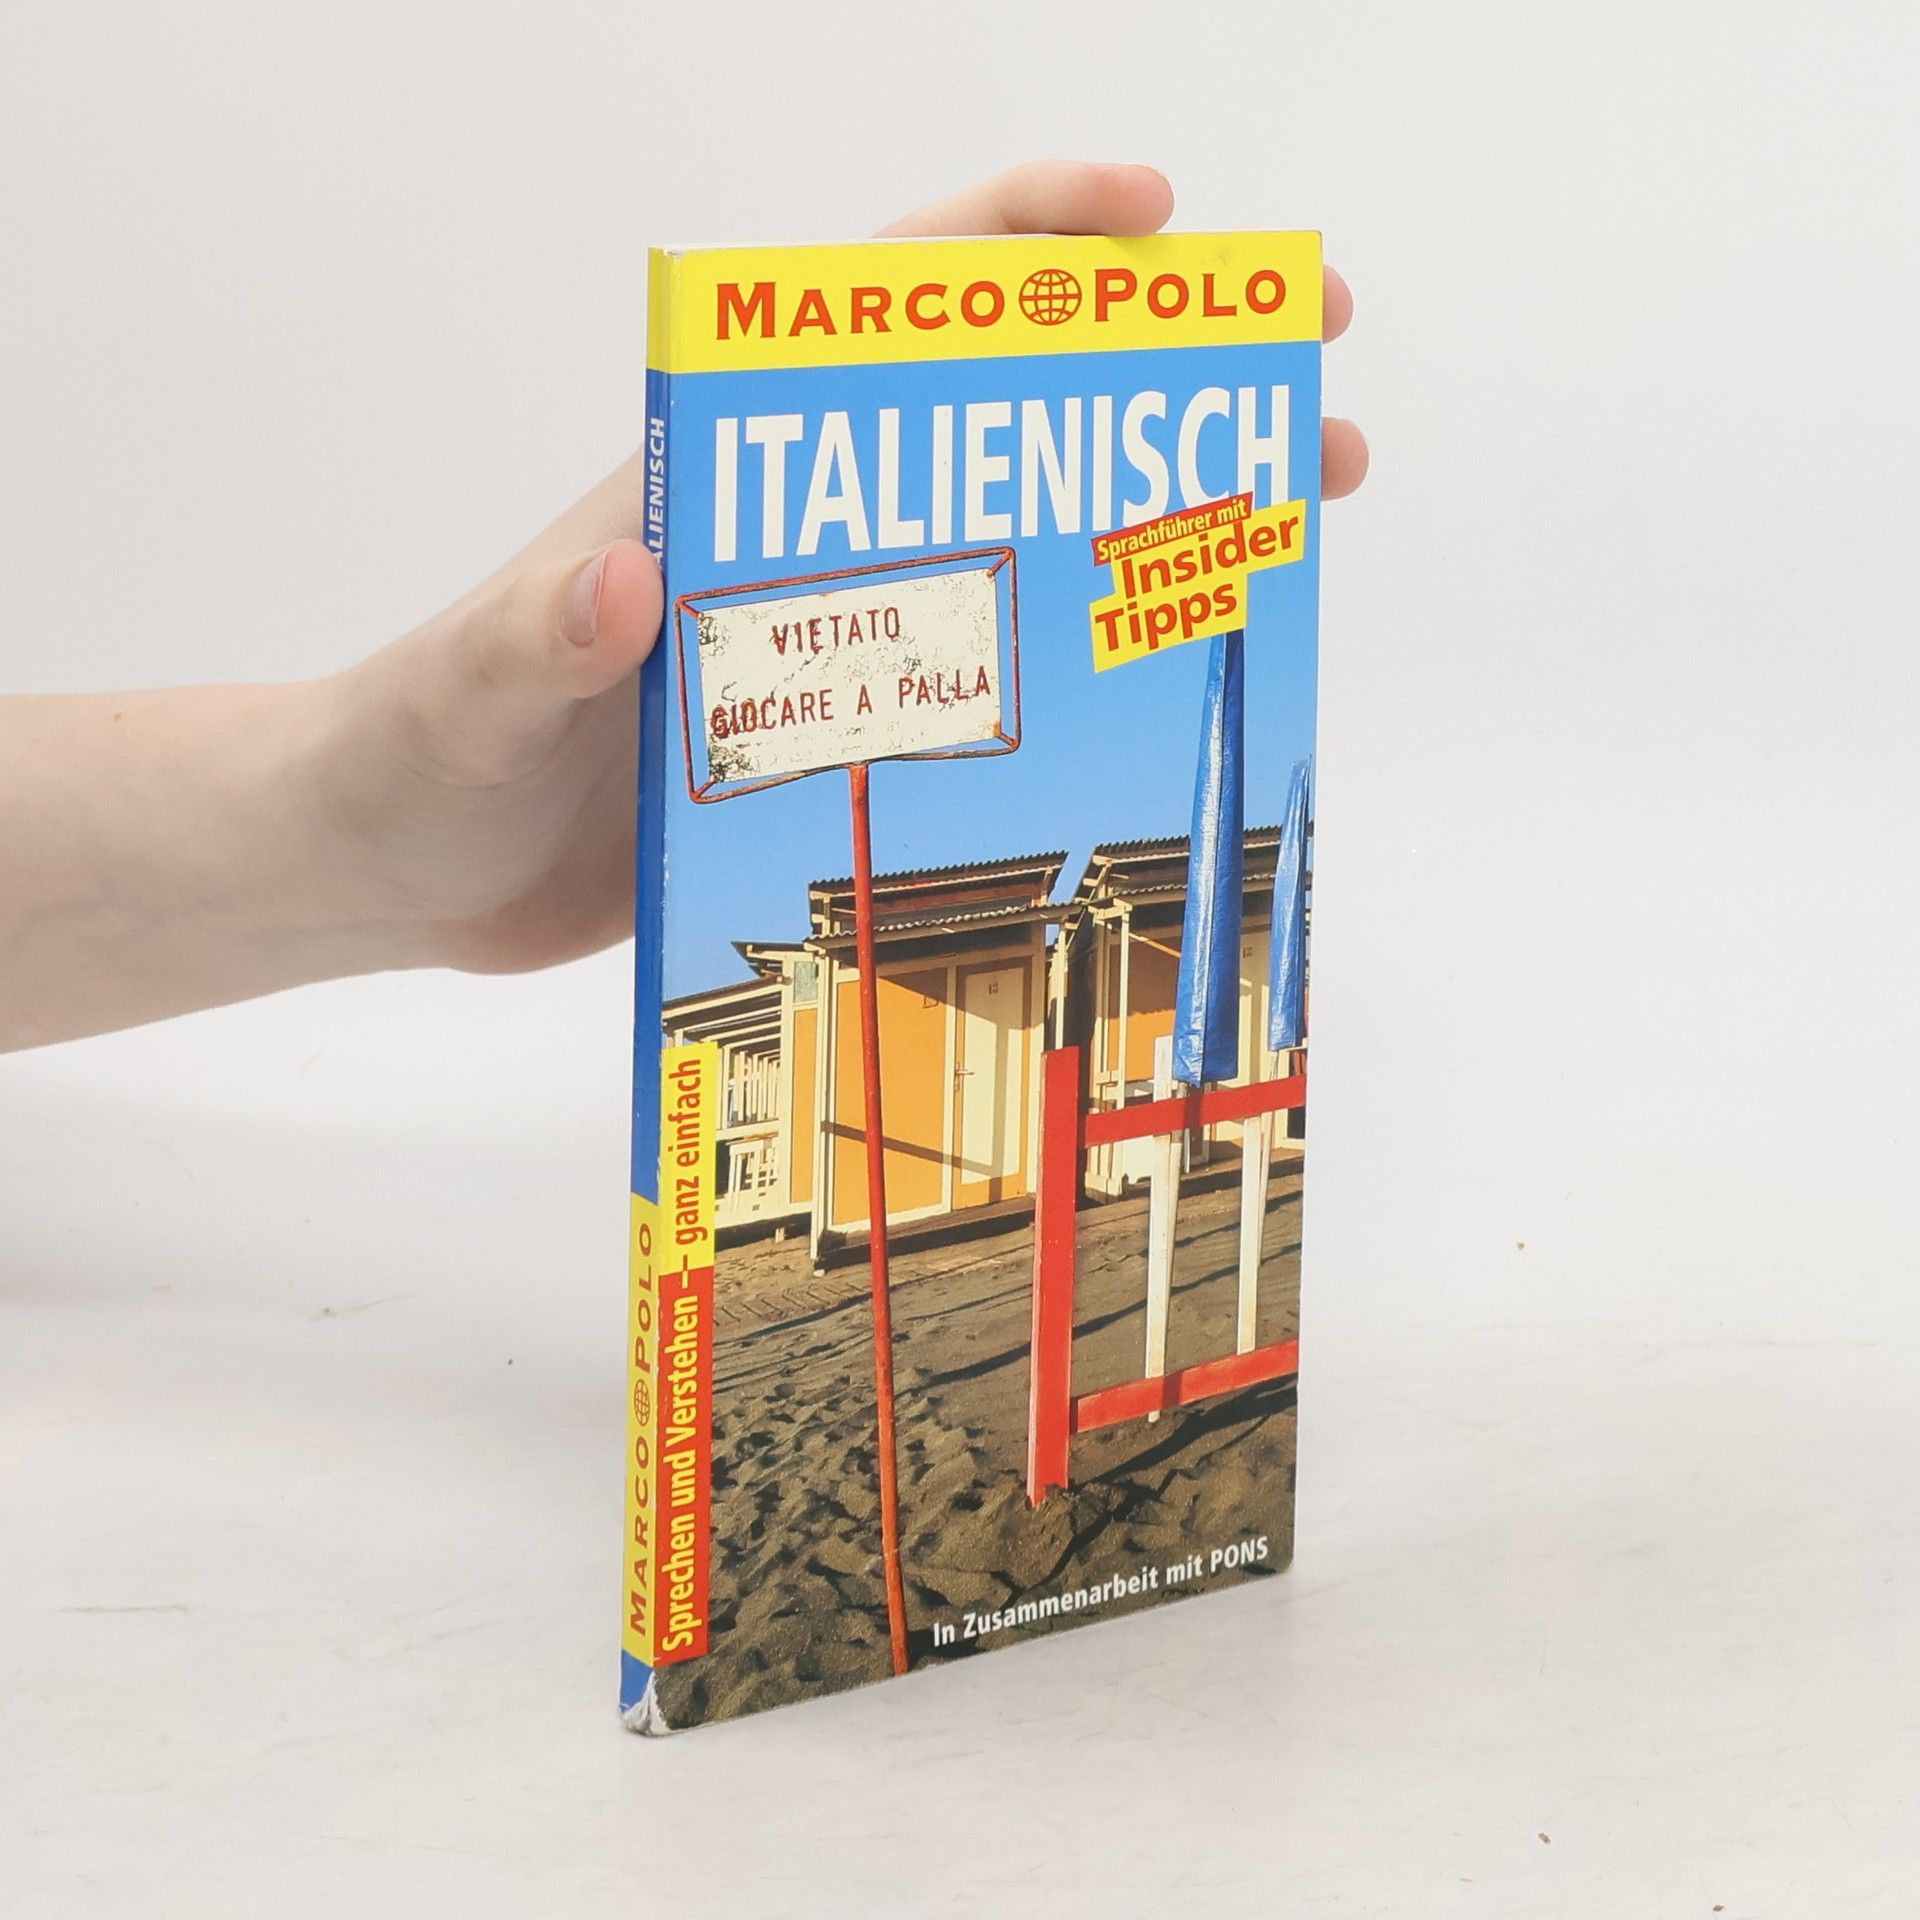 MARCO POLO
ITALIENISCH
Sprachführer mit
Insider
Tipps
VIETATO
GIOCARE A PALLA
Sprechen und Verstehen – ganz einfach
In Zusammenarbeit mit PONS
ALIENISCH
MARCO POLO